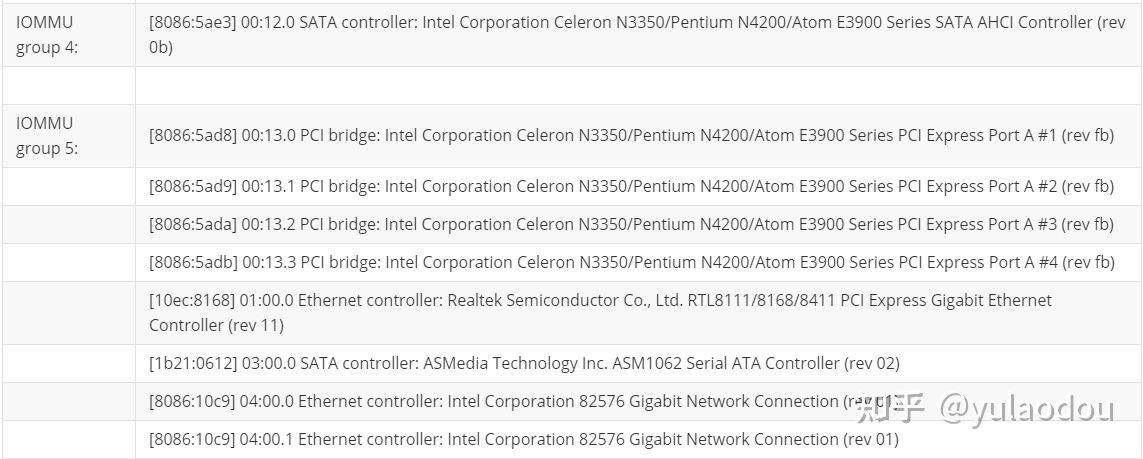 IOMMU
group 4:
[8086:5ae3] 00:12.0 SATA controller: Intel Corporation Celeron N3350/Pentium N4200/Atom E3900 Series SATA AHCI Controller (rev
0b)
IOMMU
group 5:
[8086:5ad8] 00:13.0 PCI bridge: Intel Corporation Celeron N3350/Pentium N4200/Atom E3900 Series PCI Express Port A #1 (rev fb)
[8086:5ad9] 00:13.1 PCI bridge: Intel Corporation Celeron N3350/Pentium N4200/Atom E3900 Series PCI Express Port A #2 (rev fb)
[8086:5ada] 00:13.2 PCI bridge: Intel Corporation Celeron N3350/Pentium N4200/Atom E3900 Series PCI Express Port A #3 (rev fb)
[8086:5adb] 00:13.3 PCI bridge: Intel Corporation Celeron N3350/Pentium N4200/Atom E3900 Series PCI Express Port A #4 (rev fb)
[10ec:8168] 01:00.0 Ethernet controller: Realtek Semiconductor Co., Ltd. RTL8111/8168/8411 PCI Express Gigabit Ethernet
Controller (rev 11)
[1b21:0612] 03:00.0 SATA controller: ASMedia Technology Inc. ASM1062 Serial ATA Controller (rev 02)
[8086:10c9] 04:00.0 Ethernet controller: Intel Corporation 82576 Gigabit Network Connection (rev 01)
知乎 @yulaodou
[8086:10c9] 04:00.1 Ethernet controller: Intel Corporation 82576 Gigabit Network Connection (rev 01)